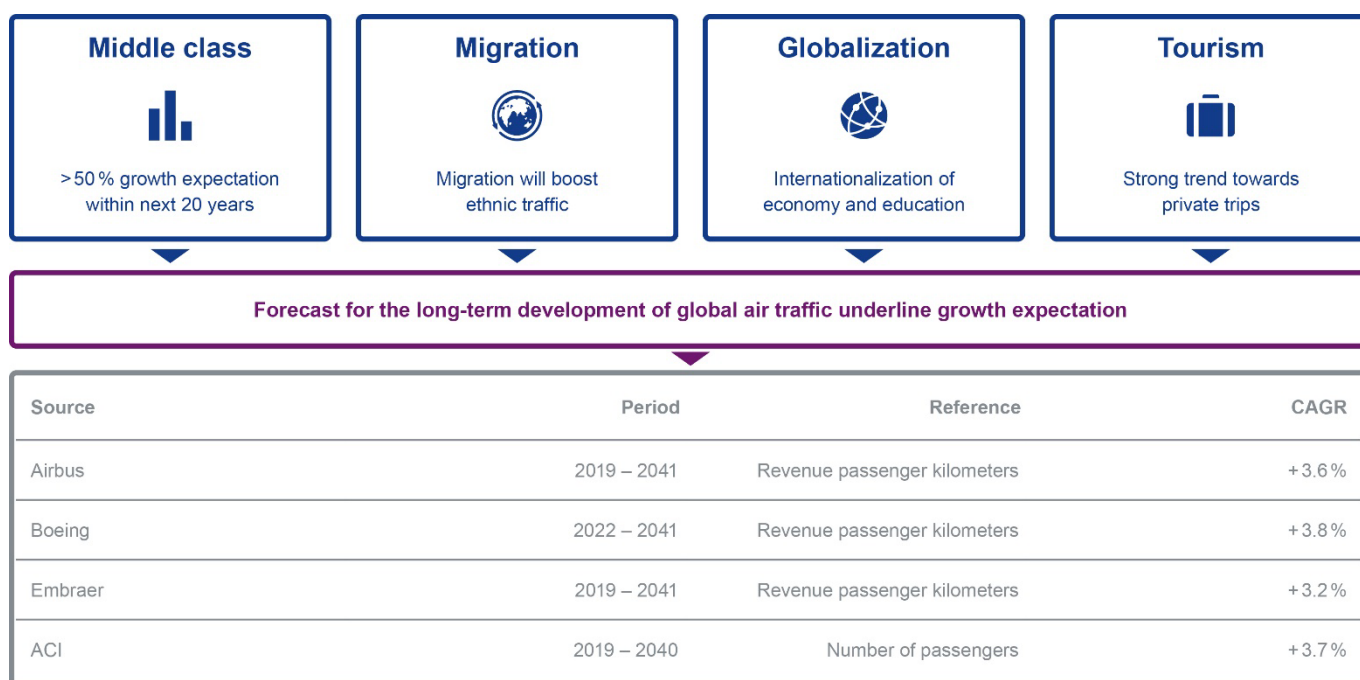 Middle class
>50 % growth expectation
within next 20 years
Migration
Migration will boost
ethnic traffic
Globalization
Internationalization of
economy and education
Tourism
Strong trend towards
private trips
Forecast for the long-term development of global air traffic underline growth expectation
Source Period Reference CAGR
Airbus 2019 – 2041 Revenue passenger kilometers +3.6 %
Boeing 2022 – 2041 Revenue passenger kilometers +3.8 %
Embraer 2019 – 2041 Revenue passenger kilometers +3.2 %
ACI 2019 – 2040 Number of passengers +3.7 %